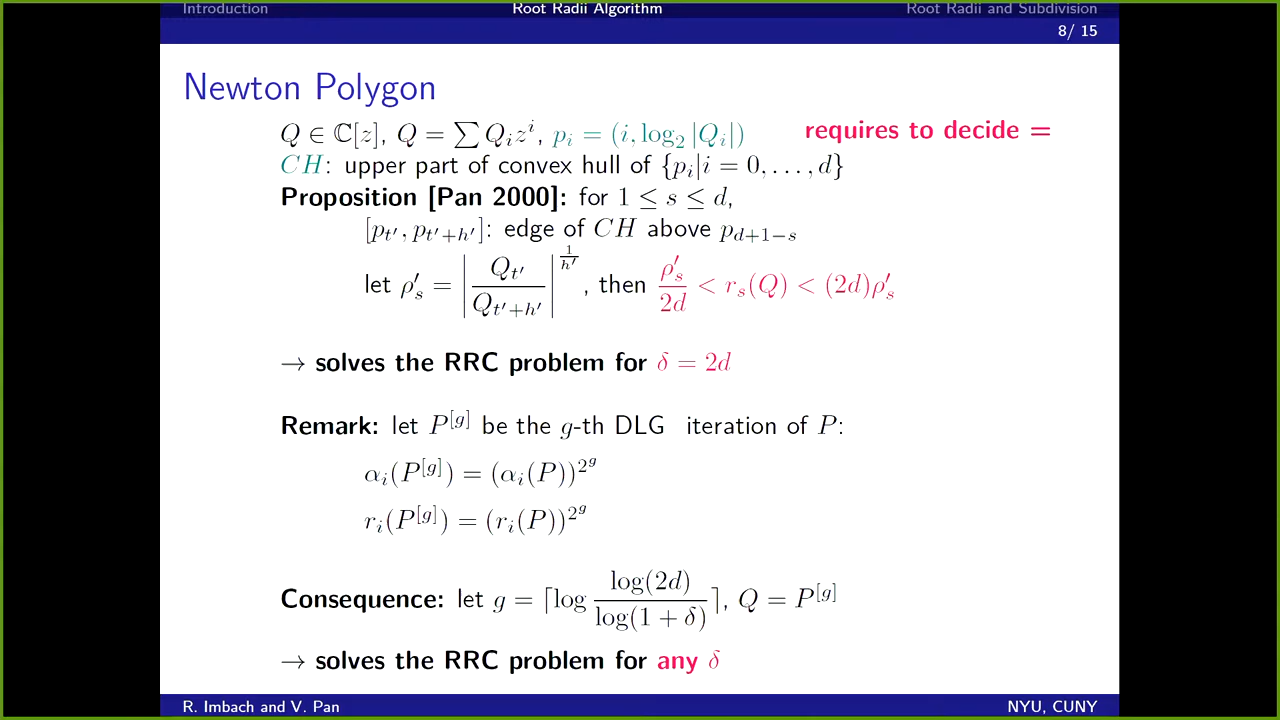 Introduction Root Radii Algorithm Root Radii and Subdivision
8/ 15
Newton Polygon
Q ∈ ℂ[z], Q = ∑ Q_i z^i, p_i = (i, log_2 |Q_i|) requires to decide =
CH: upper part of convex hull of {p_i|i = 0, . . . , d}
Proposition [Pan 2000]: for 1 ≤ s ≤ d,
[p_{t′}, p_{t′+h′}]: edge of CH above p_{d+1−s}
let ρ′_s = |Q_{t′} / Q_{t′+h′}|^{1/h′}, then ρ′_s / 2d < r_s(Q) < (2d)ρ′_s
→ solves the RRC problem for δ = 2d
Remark: let P^{[g]} be the g-th DLG iteration of P:
α_i(P^{[g]}) = (α_i(P))^{2^g}
r_i(P^{[g]}) = (r_i(P))^{2^g}
Consequence: let g = ⌈log log(2d) / log(1 + δ)⌉, Q = P^{[g]}
→ solves the RRC problem for any δ
R. Imbach and V. Pan NYU, CUNY